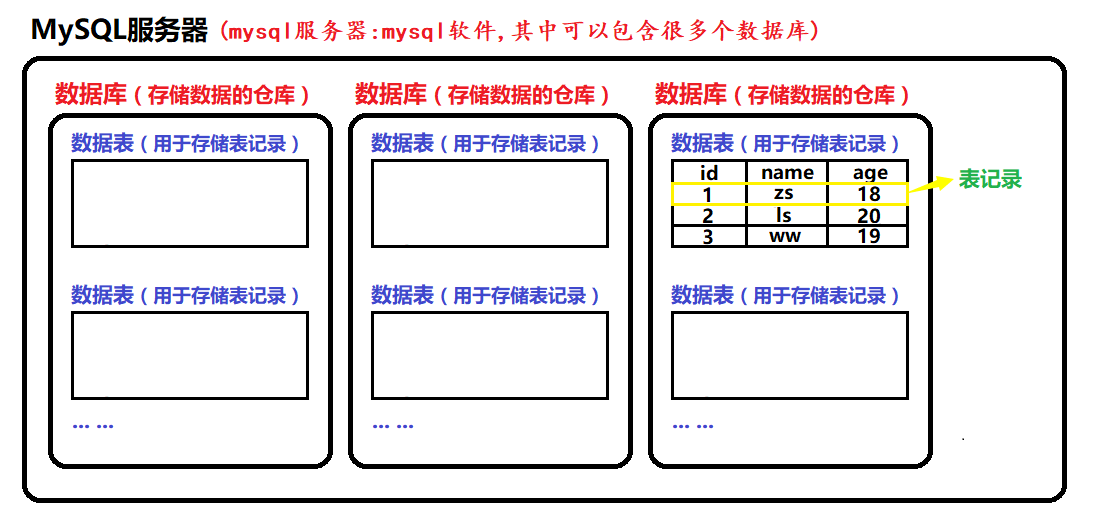 MySQL服务器 (mysql服务器:mysql软件,其中可以包含很多个数据库)
数据库（存储数据的仓库） 数据库（存储数据的仓库） 数据库（存储数据的仓库）
数据表（用于存储表记录） 数据表（用于存储表记录） 数据表（用于存储表记录）
id name age
1 zs 18 表记录
2 ls 20
3 ww 19
数据表（用于存储表记录） 数据表（用于存储表记录） 数据表（用于存储表记录）
... ... ... ... ... ...